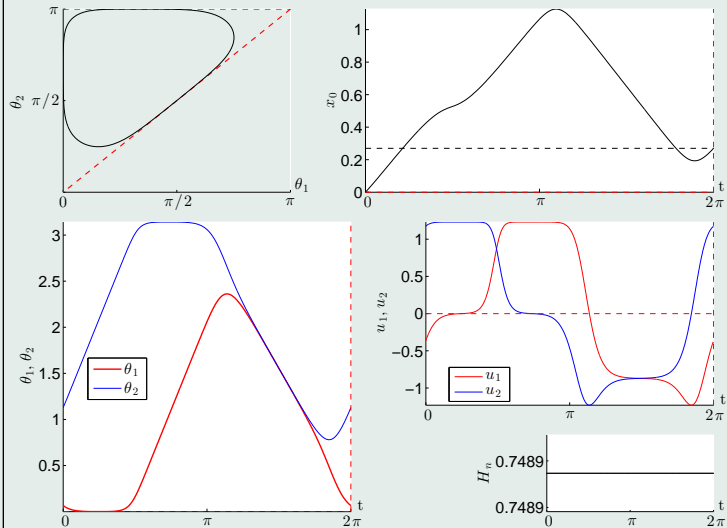 π
θ₂ π/2
0 π/2 π
θ₁
1
0.8
0.6
0.4
0.2
0
x₀
0 π 2π
t
3
2.5
2
1.5
1
0.5
θ₁, θ₂
θ₁
θ₂
0 π 2π
t
1
0.5
0
−0.5
−1
u₁, u₂
u₁
u₂
0 π 2π
t
0.7489
0.7489
Hₙ
0 π 2π
t